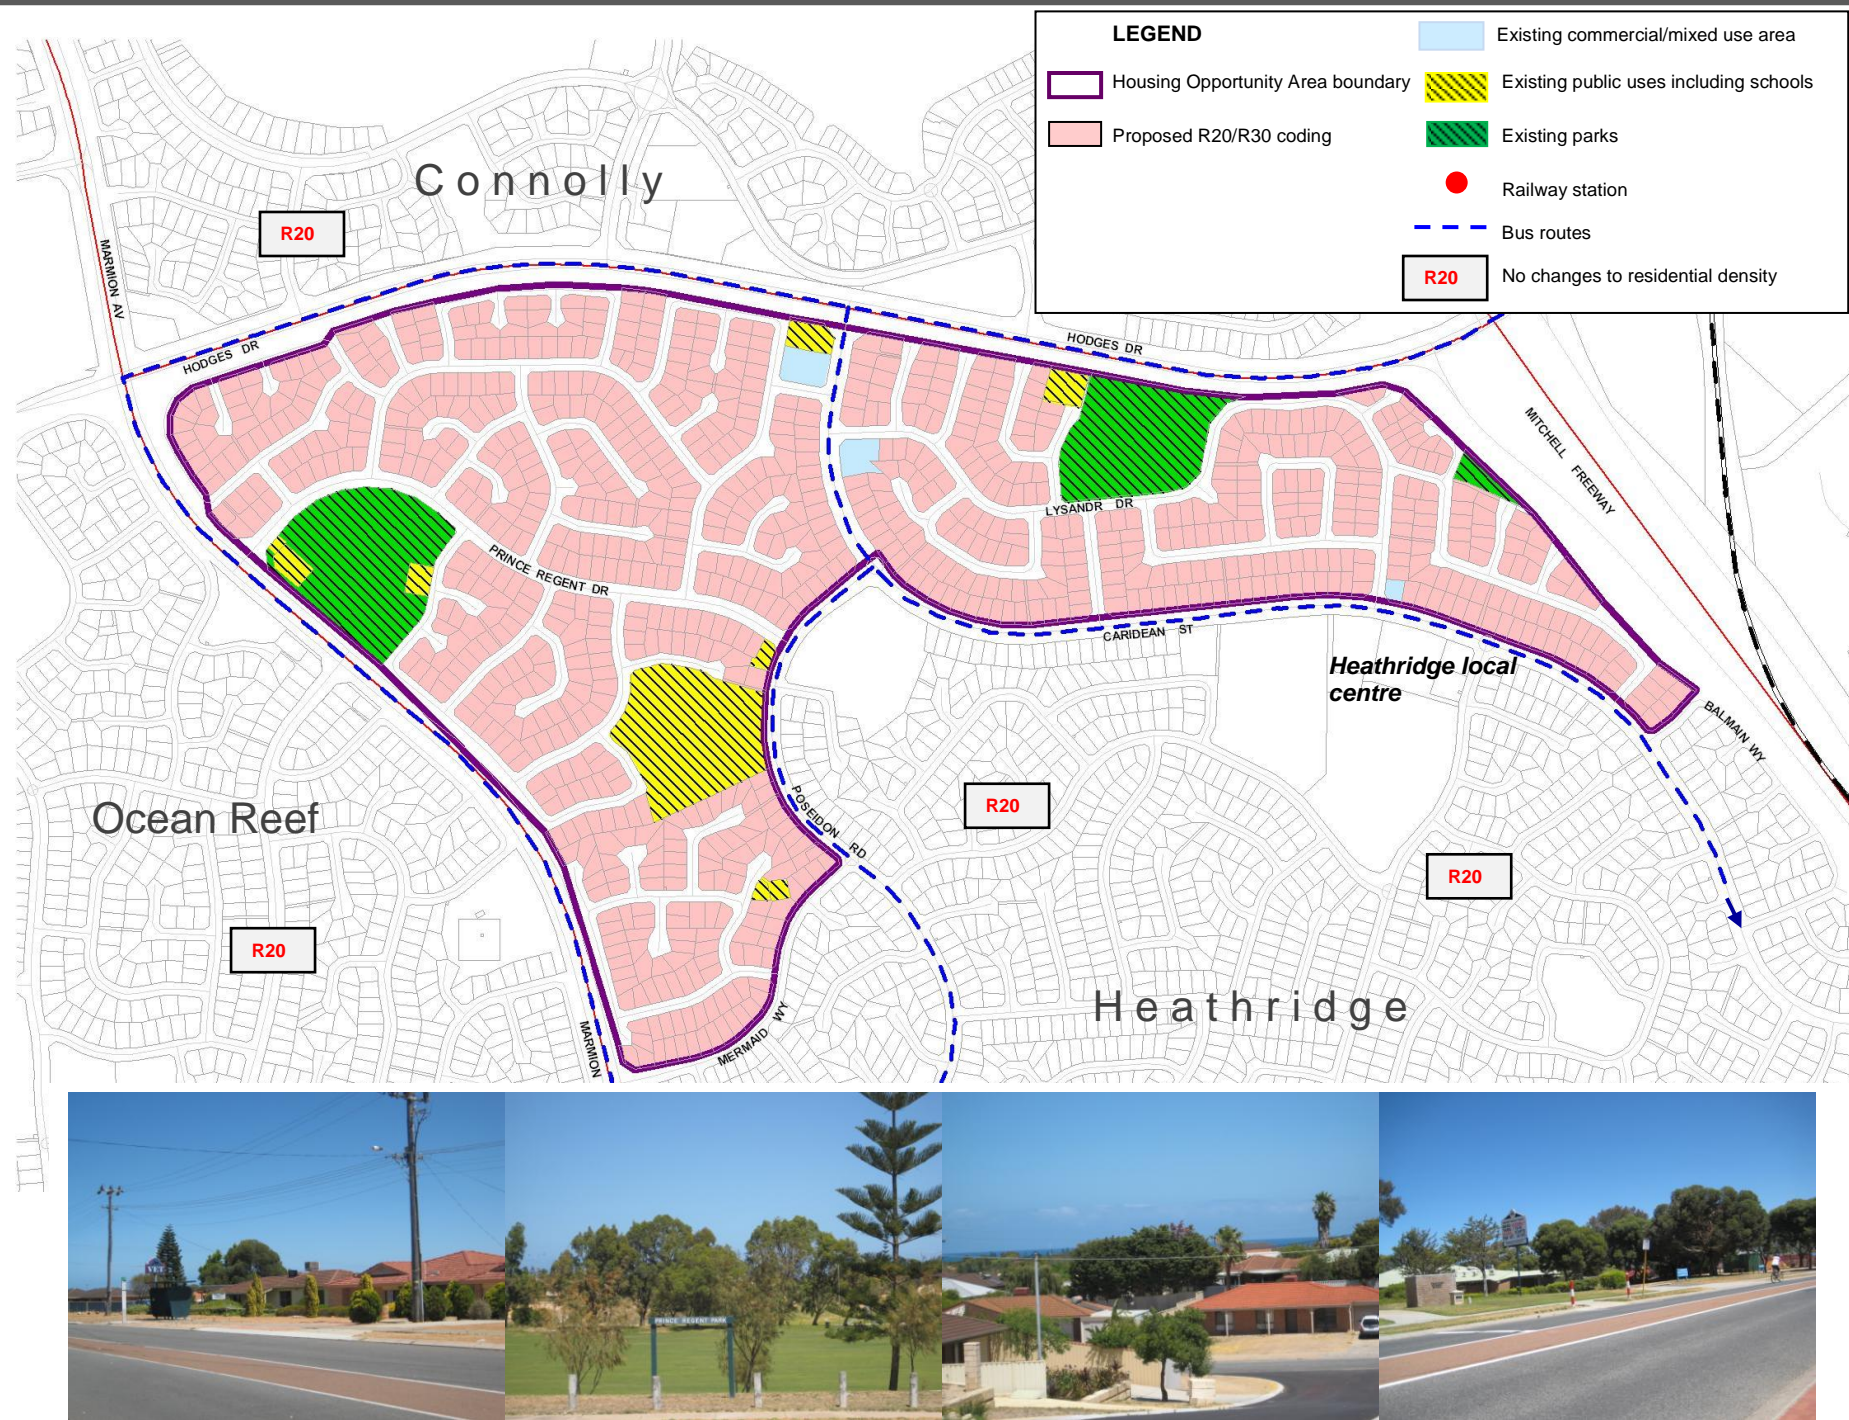 LEGEND
Existing commercial/mixed use area
Housing Opportunity Area boundary
Existing public uses including schools
Proposed R20/R30 coding
Existing parks
Railway station
Bus routes
R20
No changes to residential density
Connolly
R20
MARMION AV
HODGES DR
HODGES DR
MITCHELL FREEWAY
LYSANDR DR
PRINCE REGENT DR
CARIDEAN ST
Heathridge local
centre
BALMAIN WY
POSEIDON RD
R20
Ocean Reef
R20
R20
Heathridge
MERMAID WY
MARMION
PRINCE REGENT PARK